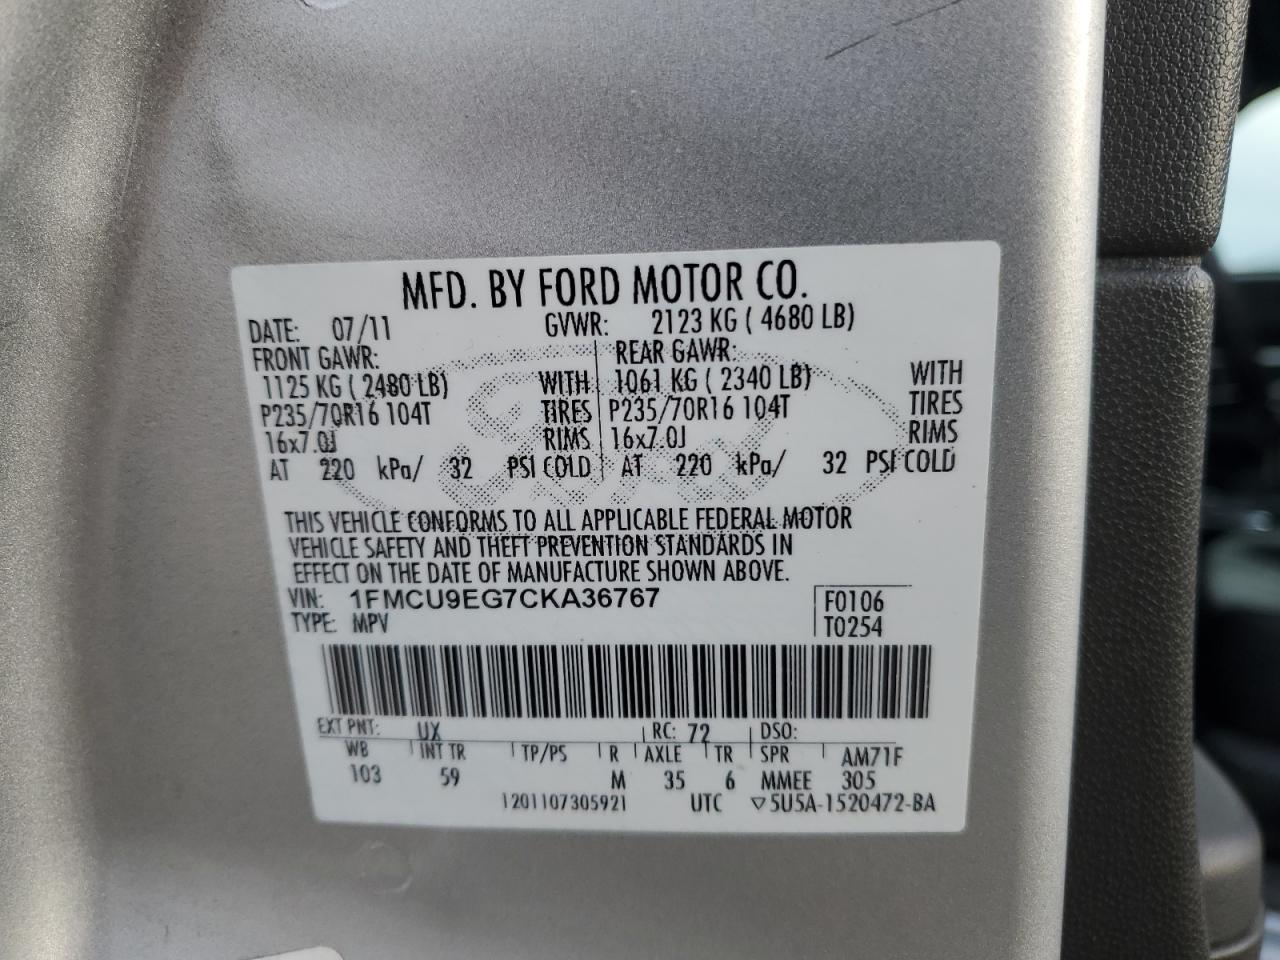 MFD. BY FORD MOTOR CO.
DATE: 07/11 GVWR: 2123 KG ( 4680 LB)
FRONT GAWR: REAR GAWR:
1125 KG ( 2480 LB) WITH 1061 KG ( 2340 LB) WITH
P235/70R16 104T TIRES P235/70R16 104T TIRES
16x7.0J RIMS 16x7.0J RIMS
AT 220 kPa/ 32 PSI COLD AT 220 kPa/ 32 PSI COLD
THIS VEHICLE CONFORMS TO ALL APPLICABLE FEDERAL MOTOR
VEHICLE SAFETY AND THEFT PREVENTION STANDARDS IN
EFFECT ON THE DATE OF MANUFACTURE SHOWN ABOVE.
VIN: 1FMCU9EG7CKA36767 F0106
TYPE: MPV T0254
EXT PNT: UX RC: 72 DSO:
WB INT TR TP/PS R AXLE TR SPR AM71F
103 59 M 35 6 MMEE 305
1201107305921 UTC ▽5U5A-1520472-BA